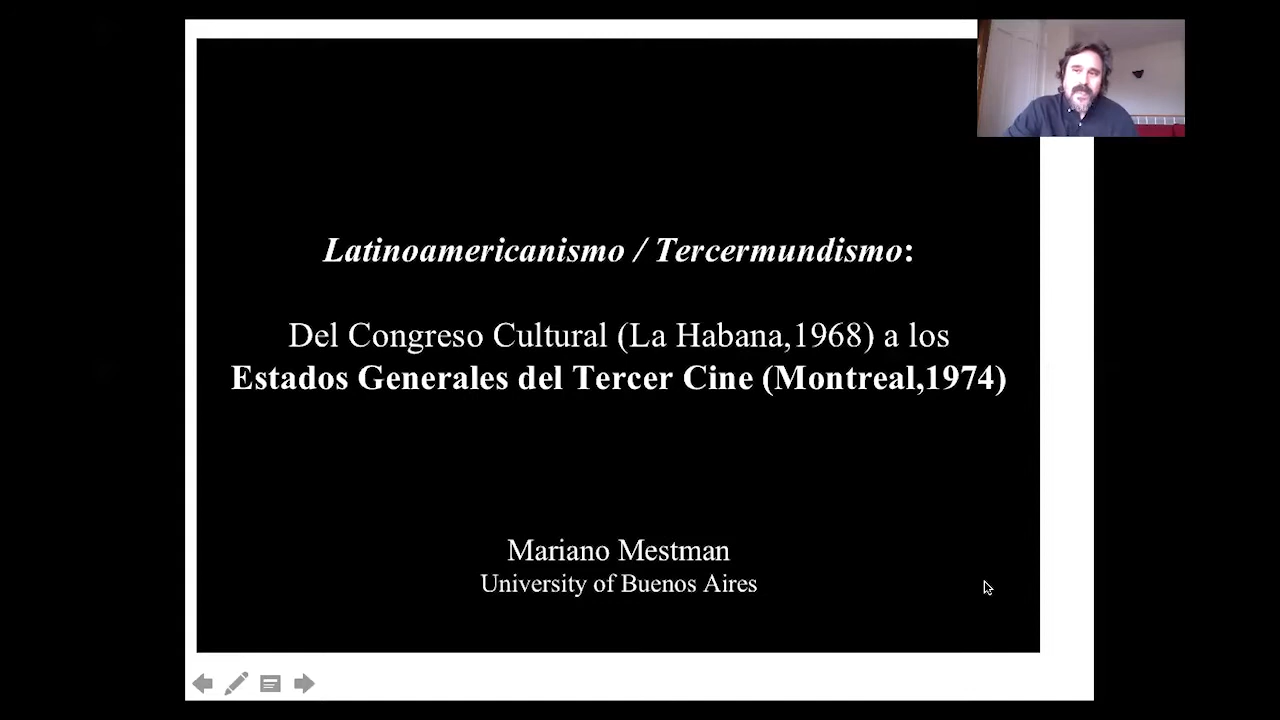 Latinoamericanismo / Tercermundismo:
Del Congreso Cultural (La Habana,1968) a los
Estados Generales del Tercer Cine (Montreal,1974)
Mariano Mestman
University of Buenos Aires